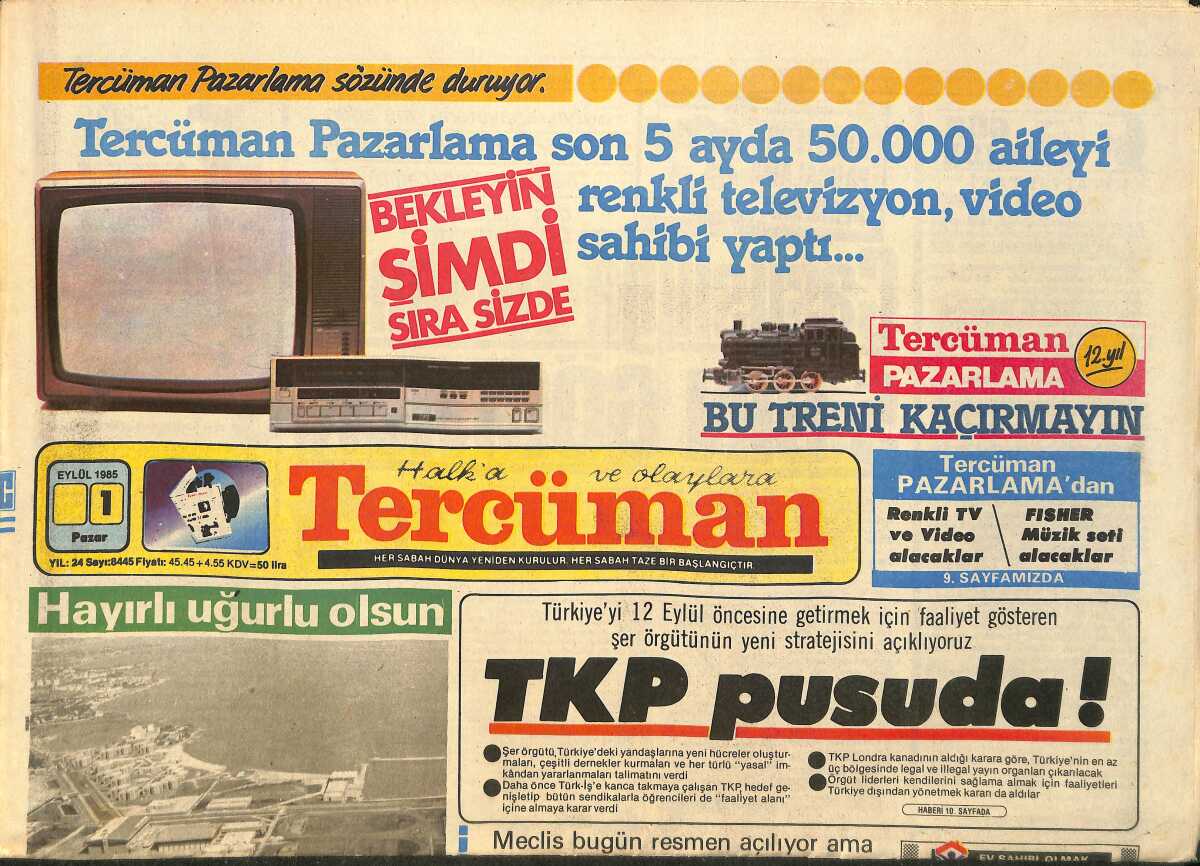 Tercüman Pazarlama sözünde duruyor.
Tercüman Pazarlama son 5 ayda 50.000 aileyi
renkli televizyon, video
sahibi yaptı...
BEKLEYİN
ŞİMDİ
SIRA SİZDE
Tercüman
PAZARLAMA
12.yıl
BU TRENİ KAÇIRMAYIN
EYLÜL 1985
1
Pazar
YIL: 24 Sayı:8445 Fiyatı: 45.45 + 4.55 KDV=50 lira
Halk'a ve olaylara
Tercüman
HER SABAH DÜNYA YENİDEN KURULUR. HER SABAH TAZE BİR BAŞLANGIÇTIR.
Tercüman
PAZARLAMA'dan
Renkli TV
ve Video
alacaklar
FISHER
Müzik seti
alacaklar
9. SAYFAMIZDA
Hayırlı uğurlu olsun
Türkiye'yi 12 Eylül öncesine getirmek için faaliyet gösteren
şer örgütünün yeni stratejisini açıklıyoruz
TKP pusuda!
Şer örgütü, Türkiye'deki yandaşlarına yeni hücreler oluştur-
maları, çeşitli dernekler kurmaları ve her türlü "yasal" im-
kândan yararlanmaları talimatını verdi
Daha önce Türk-İş'e kanca takmaya çalışan TKP, hedef ge-
nişletip bütün sendikalarla öğrencileri de "faaliyet alanı"
içine almaya karar verdi
TKP Londra kanadının aldığı karara göre, Türkiye'nin en az
üç bölgesinde legal ve illegal yayın organları çıkarılacak
Örgüt liderleri kendilerini sağlama almak için faaliyetleri
Türkiye dışından yönetmek kararı da aldılar
HABERİ 10. SAYFADA
Meclis bugün resmen açılıyor ama
EV SAHİBİ OLMAK